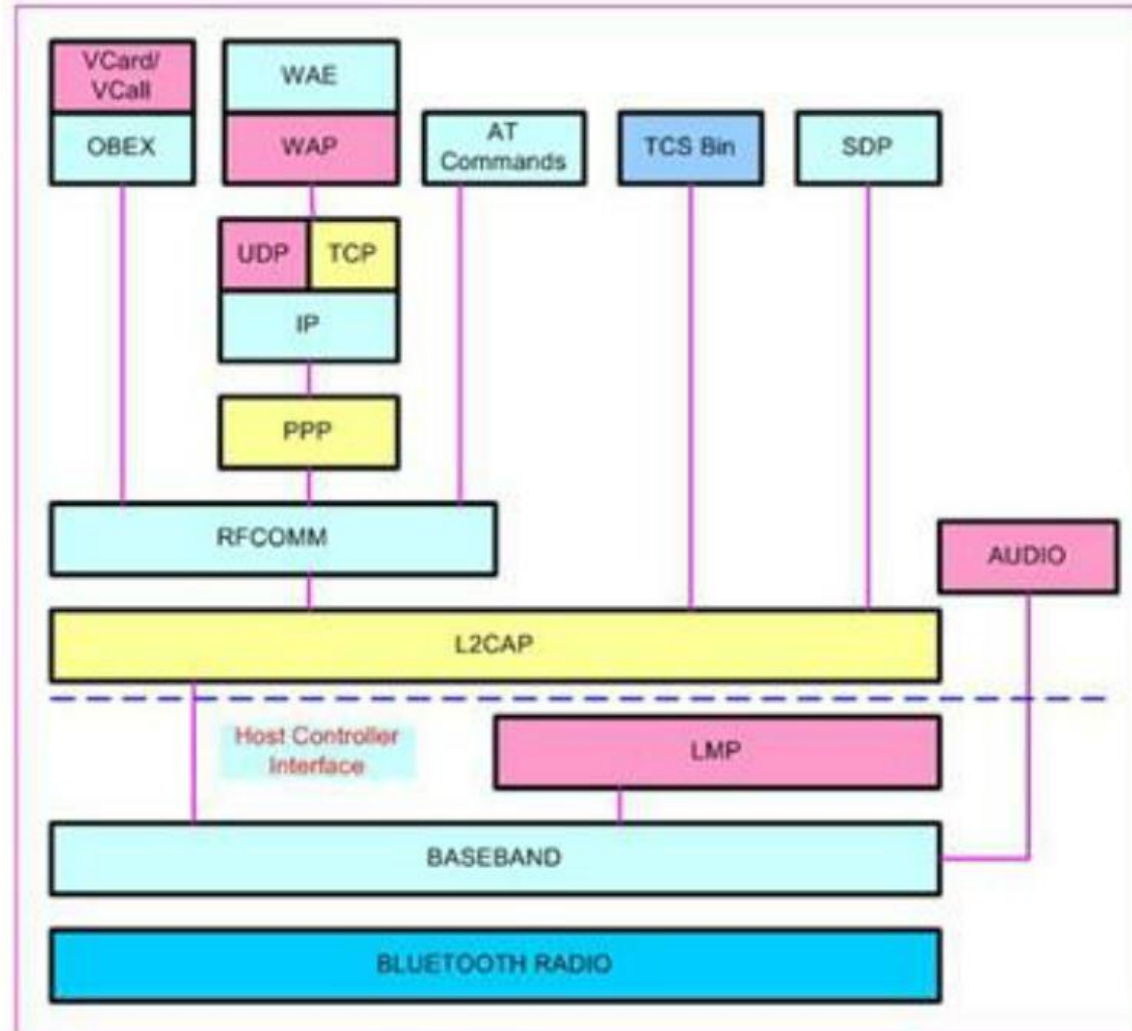 VCard/
VCall
WAE
OBEX
WAP
AT
Commands
TCS Bin
SDP
UDP
TCP
IP
PPP
RFCOMM
AUDIO
L2CAP
Host Controller
Interface
LMP
BASEBAND
BLUETOOTH RADIO